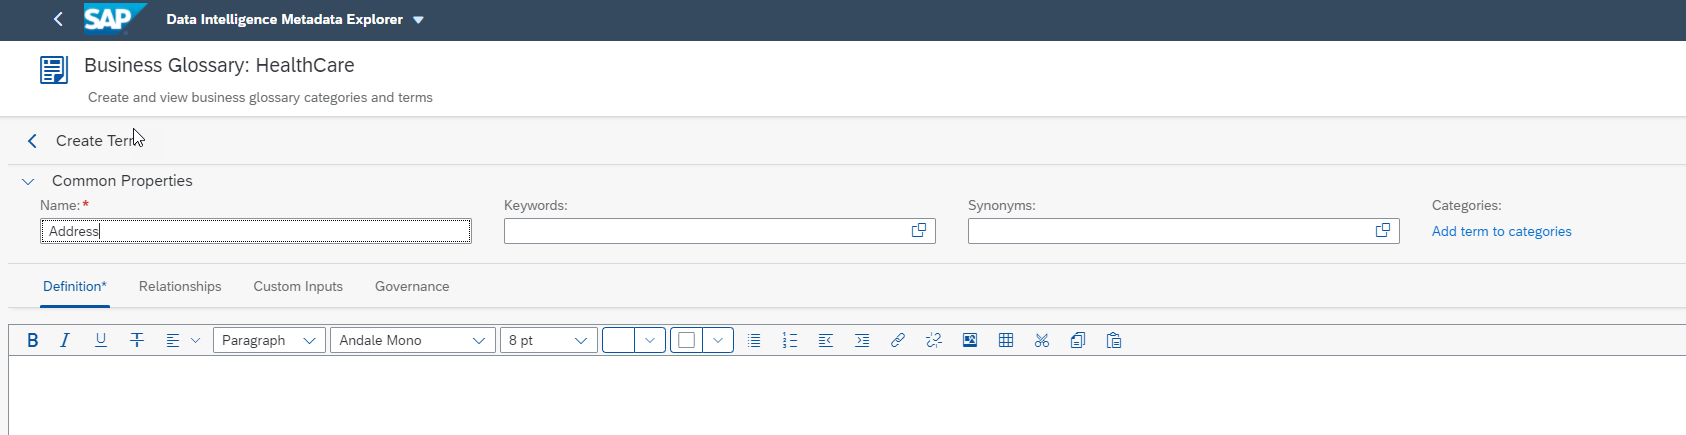 SAP Data Intelligence Metadata Explorer
Business Glossary: HealthCare
Create and view business glossary categories and terms
Create Term
Common Properties
Name:* Keywords: Synonyms: Categories:
Address Add term to categories
Definition* Relationships Custom Inputs Governance
B I U T Paragraph Andale Mono 8 pt